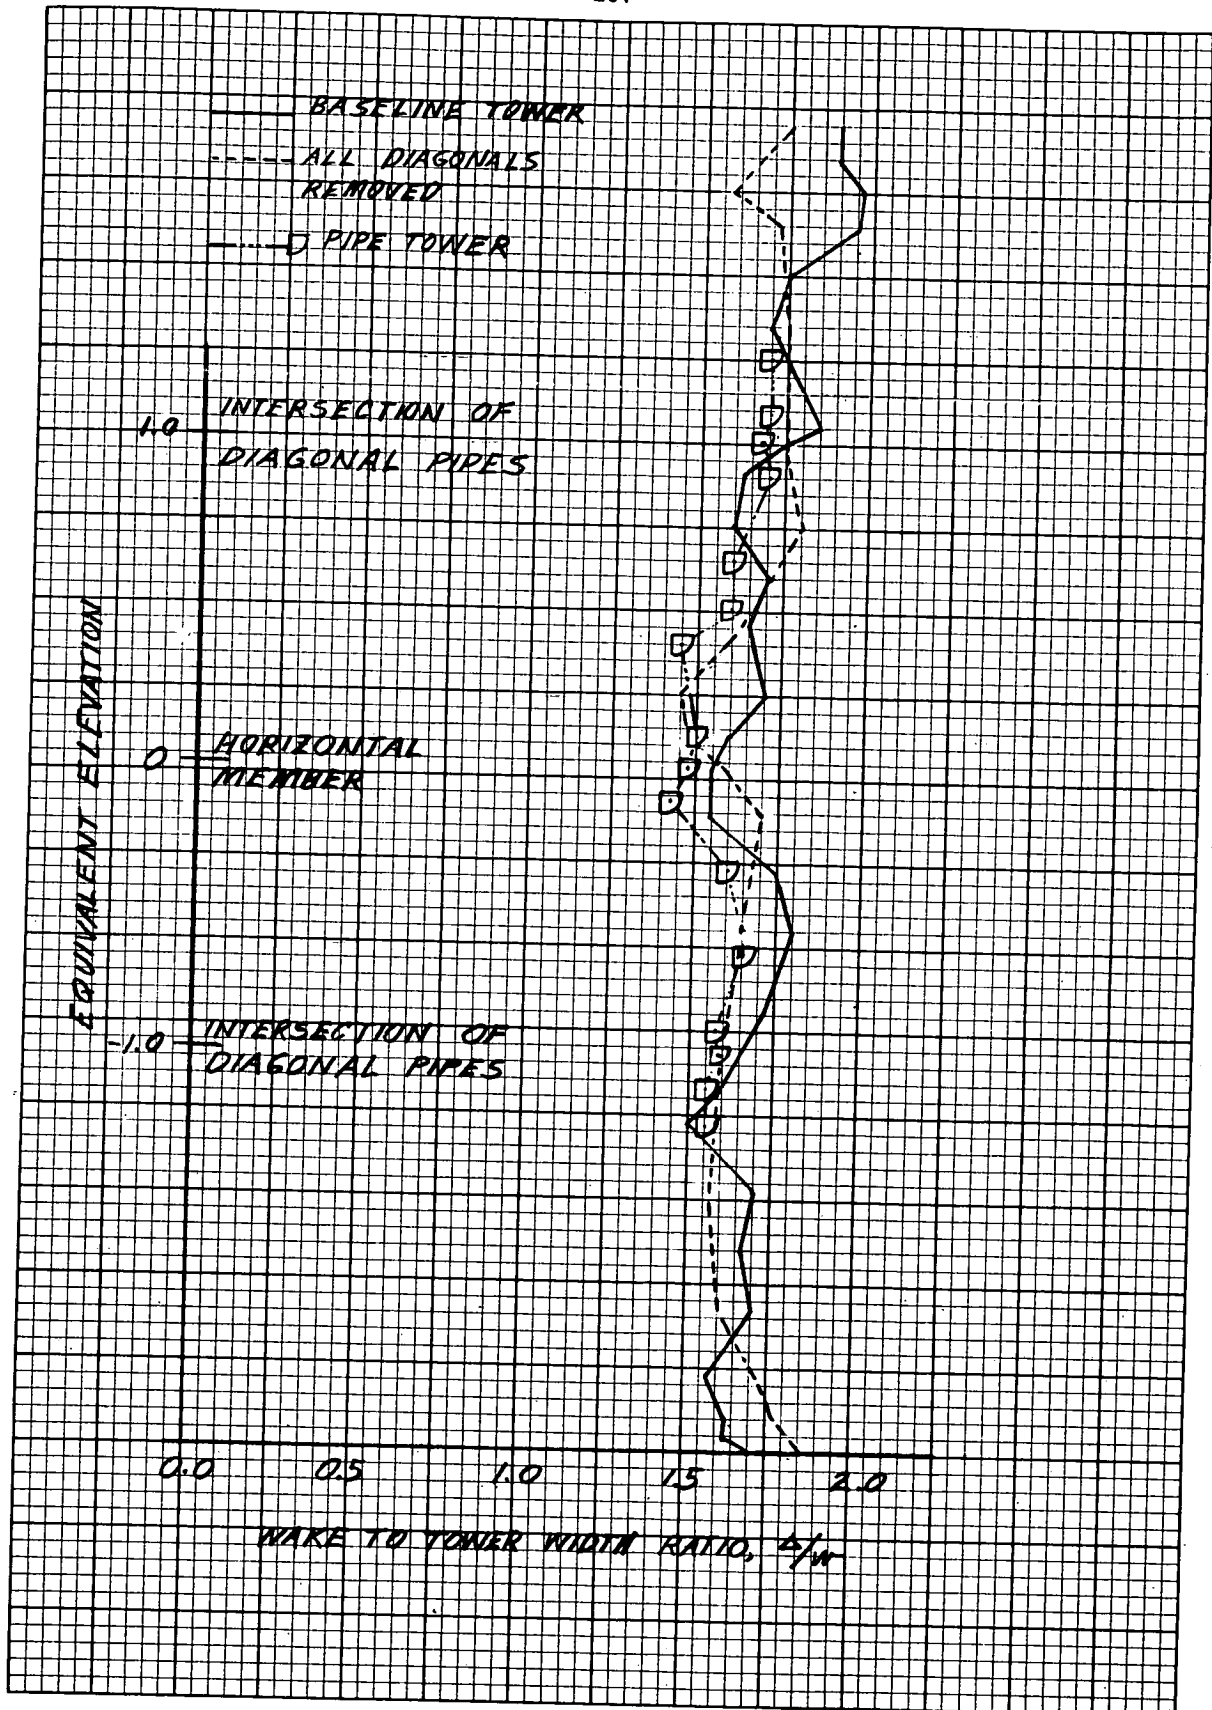 BASELINE TOWER
ALL DIAGONALS
REMOVED
PIPE TOWER
INTERSECTION OF
1.0
DIAGONAL PIPES
EQUIVALENT ELEVATION
HORIZONTAL
0
MEMBER
INTERSECTION OF
-1.0
DIAGONAL PIPES
0.0 0.5 1.0 1.5 2.0
WAKE TO TOWER WIDTH RATIO, Δ/W